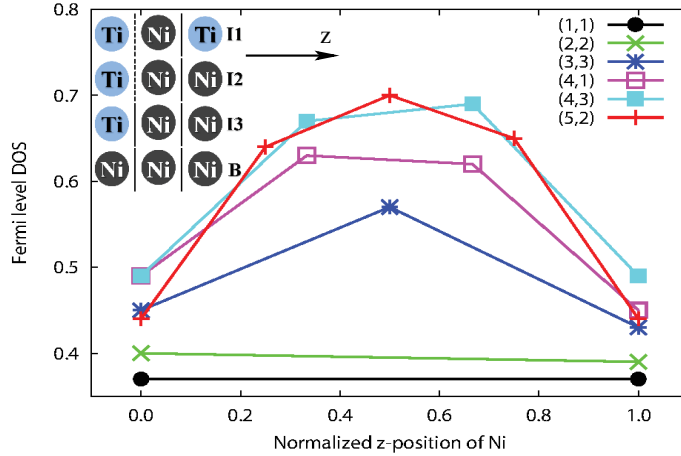 Ti Ni Ti I1
Z
Ti Ni Ni I2
Ti Ni Ni I3
Ni Ni Ni B
(1,1)
(2,2)
(3,3)
(4,1)
(4,3)
(5,2)
0.8
0.7
0.6
0.5
0.4
Fermi level DOS
0.0 0.2 0.4 0.6 0.8 1.0
Normalized z-position of Ni